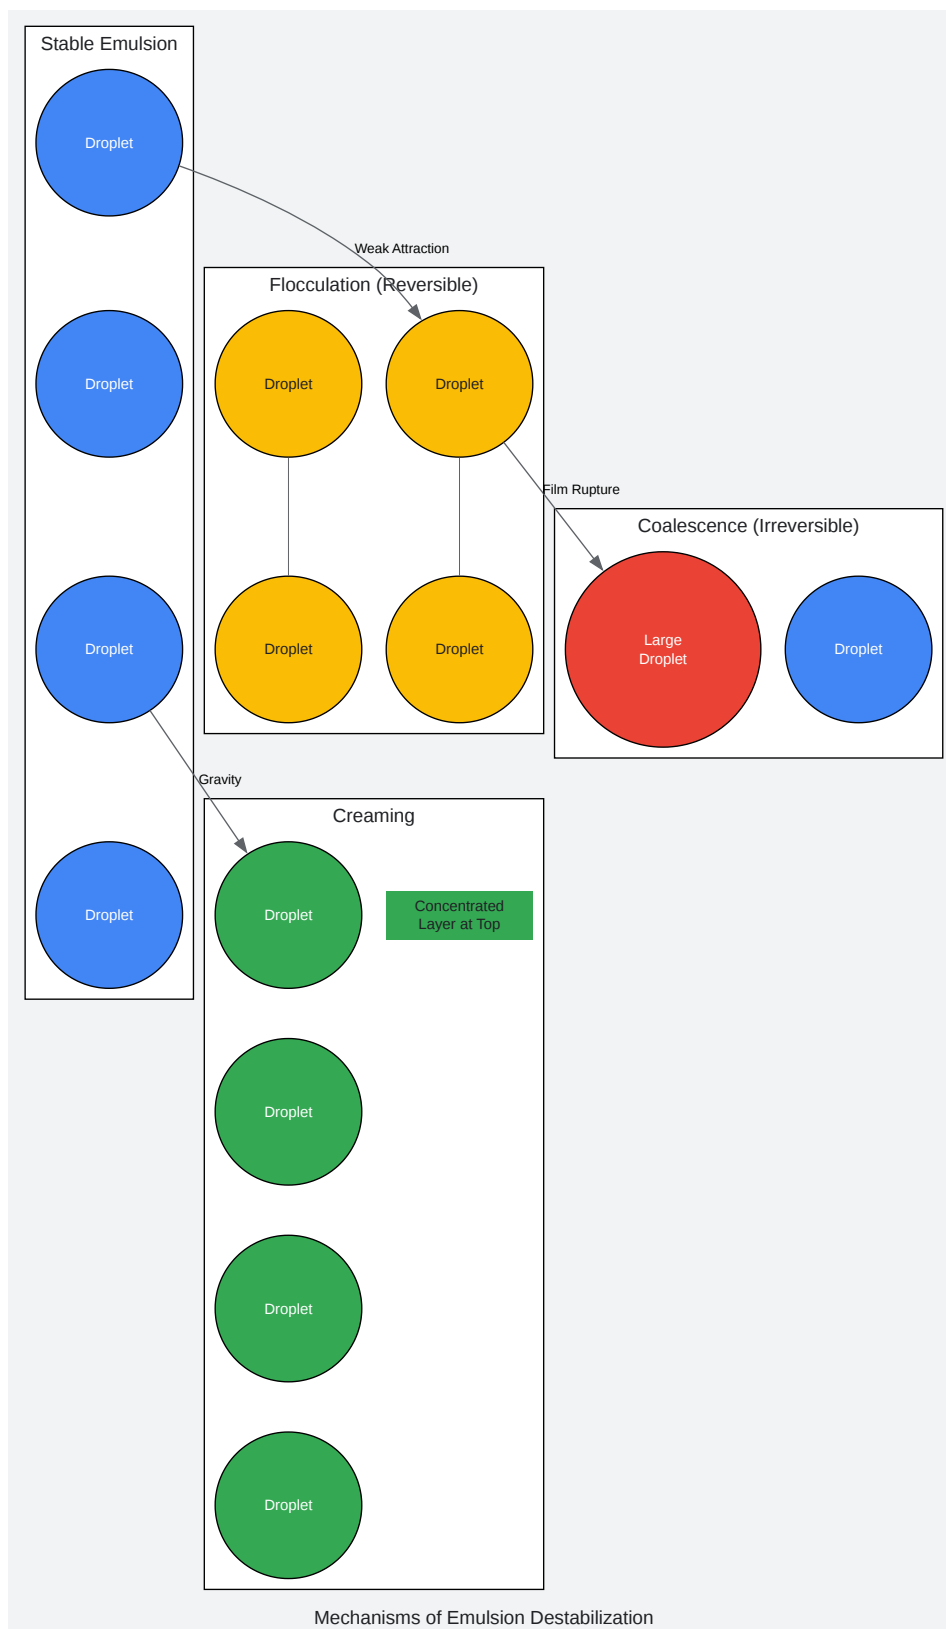 Stable Emulsion
Droplet
Droplet
Droplet
Droplet
Weak Attraction
Flocculation (Reversible)
Droplet
Droplet
Droplet
Droplet
Film Rupture
Coalescence (Irreversible)
Large
Droplet
Droplet
Gravity
Creaming
Droplet
Concentrated
Layer at Top
Droplet
Droplet
Droplet
Mechanisms of Emulsion Destabilization